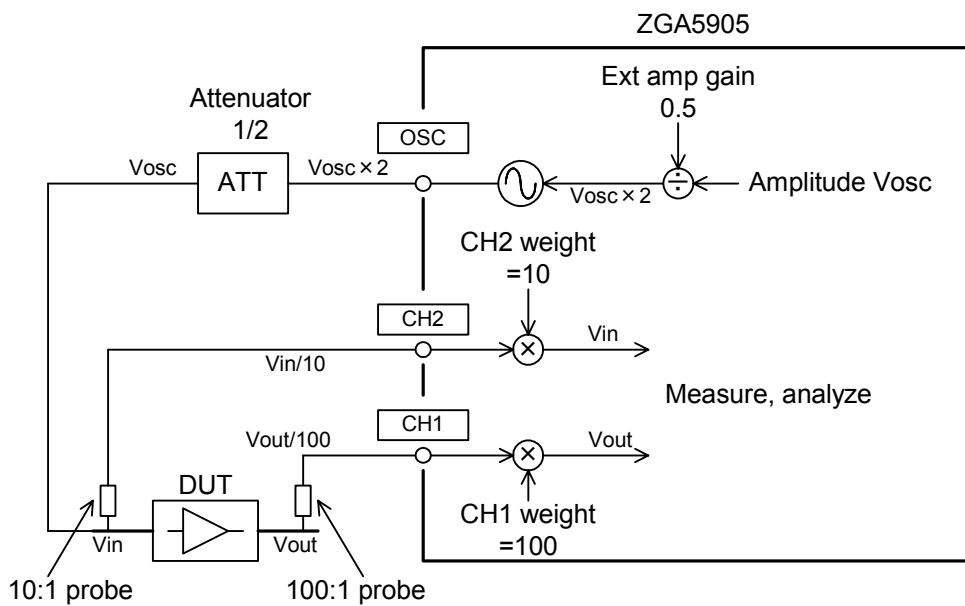 ZGA5905
Ext amp gain
0.5
Attenuator
1/2
OSC
Vosc
ATT
Vosc×2
Vosc×2
÷
Amplitude Vosc
CH2 weight
=10
CH2
Vin/10
×
Vin
Measure, analyze
CH1
Vout/100
×
Vout
DUT
CH1 weight
=100
Vin
Vout
10:1 probe
100:1 probe